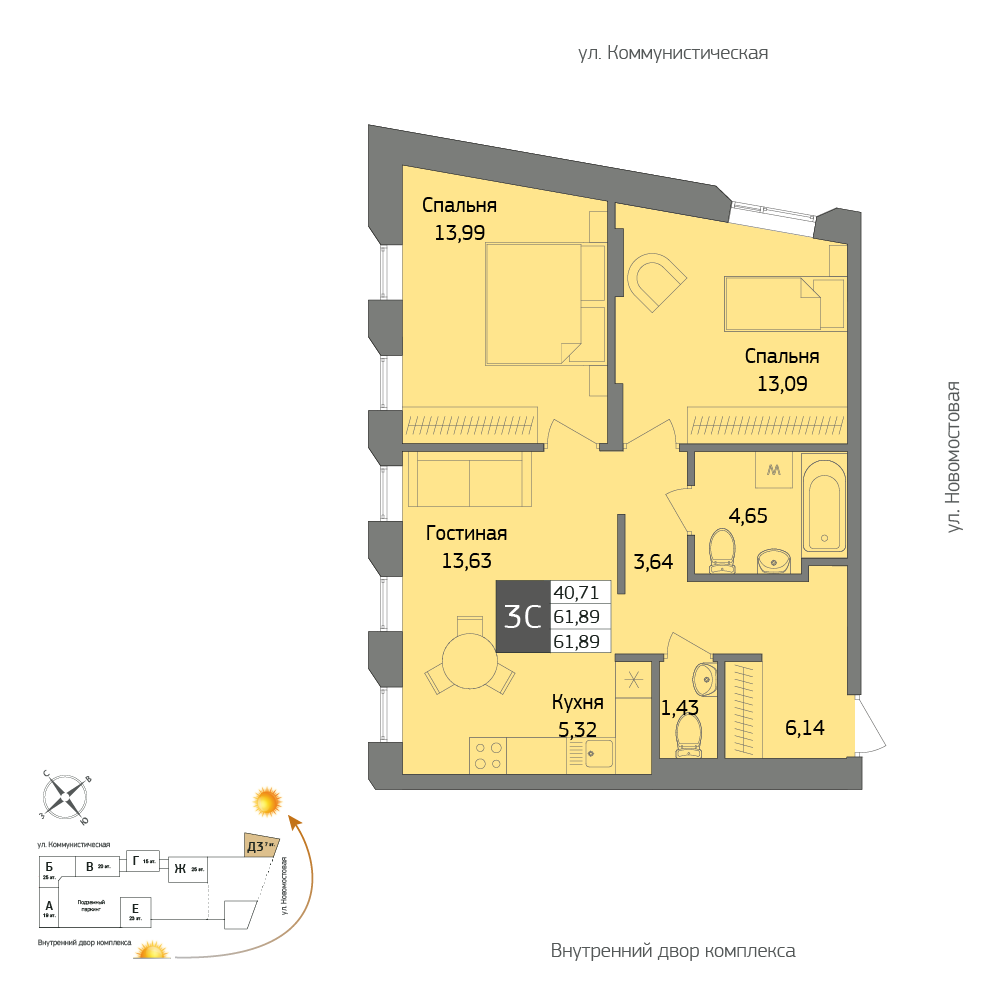 ул. Коммунистическая
Спальня
13,99
Спальня
13,09
ул. Новомостовая
Гостиная
13,63
4,65
3,64
3С
40,71
61,89
61,89
Кухня
5,32
1,43
6,14
С
В
З
Ю
ул. Коммунистическая
Б
25 эт.
В
20 эт.
Г
15 эт.
Ж
25 эт.
Д3
7 эт.
А
19 эт.
Подземный
паркинг
Е
23 эт.
ул. Новомостовая
Внутренний двор комплекса
Внутренний двор комплекса